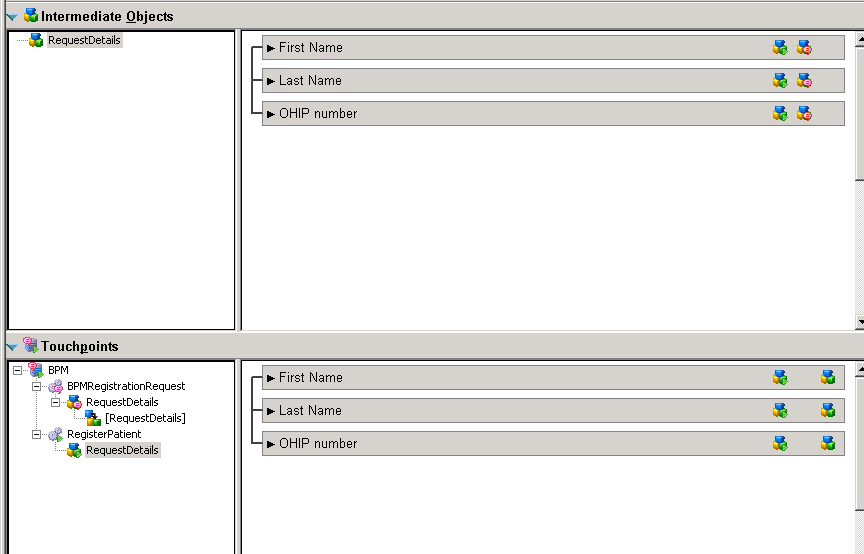 Intermediate Objects
RequestDetails
First Name
Last Name
OHIP number
Touchpoints
BPM
BPMRegistrationRequest
RequestDetails
[RequestDetails]
RegisterPatient
RequestDetails
First Name
Last Name
OHIP number